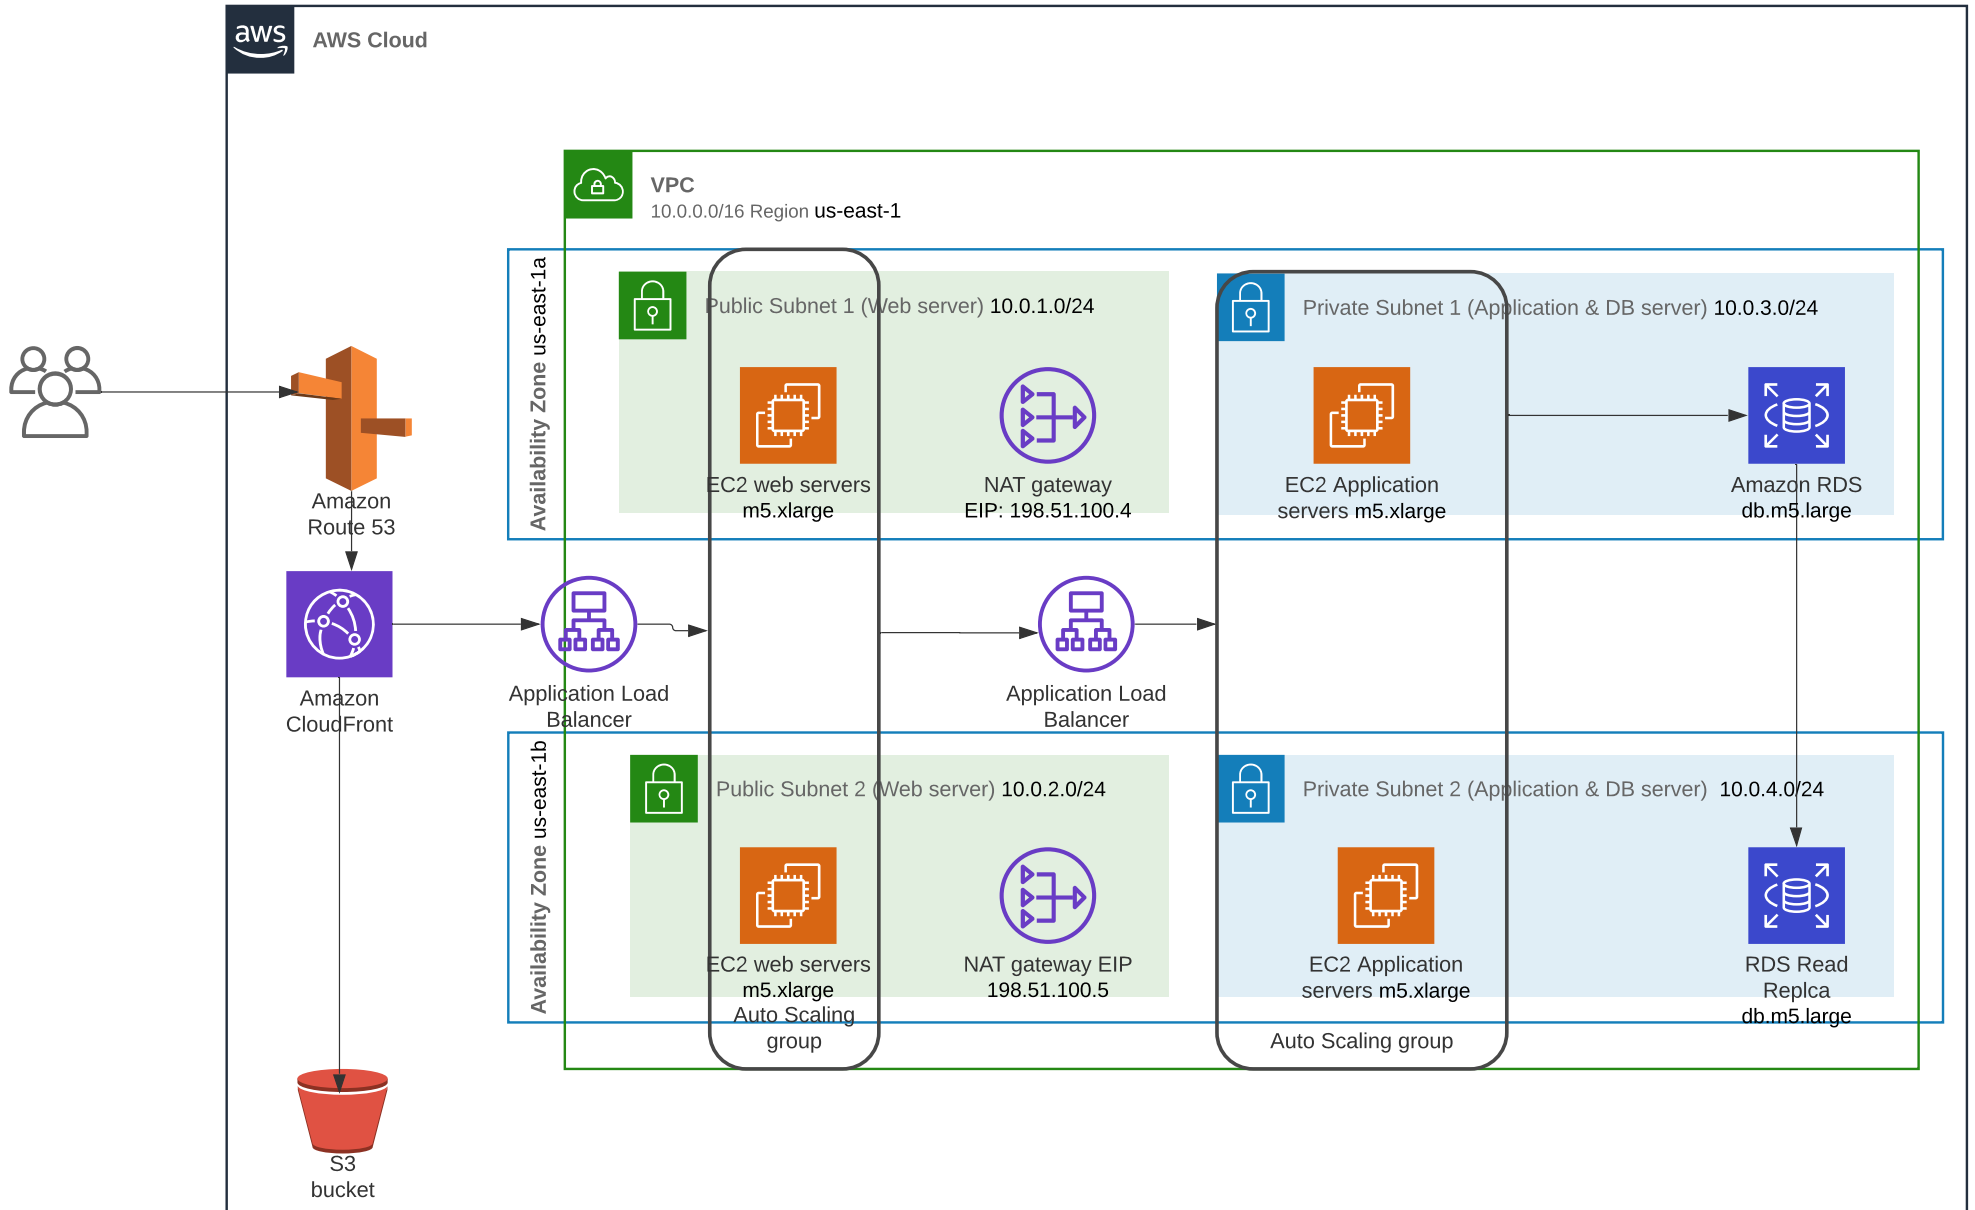 aws
AWS Cloud
VPC
10.0.0.0/16 Region us-east-1
Availability Zone us-east-1a
Public Subnet 1 (Web server) 10.0.1.0/24
Private Subnet 1 (Application & DB server) 10.0.3.0/24
EC2 web servers
m5.xlarge
NAT gateway
EIP: 198.51.100.4
EC2 Application
servers m5.xlarge
Amazon RDS
db.m5.large
Amazon
Route 53
Amazon
CloudFront
Application Load
Balancer
Application Load
Balancer
Availability Zone us-east-1b
Public Subnet 2 (Web server) 10.0.2.0/24
Private Subnet 2 (Application & DB server) 10.0.4.0/24
EC2 web servers
m5.xlarge
Auto Scaling
group
NAT gateway EIP
198.51.100.5
EC2 Application
servers m5.xlarge
Auto Scaling group
RDS Read
Replca
db.m5.large
S3
bucket